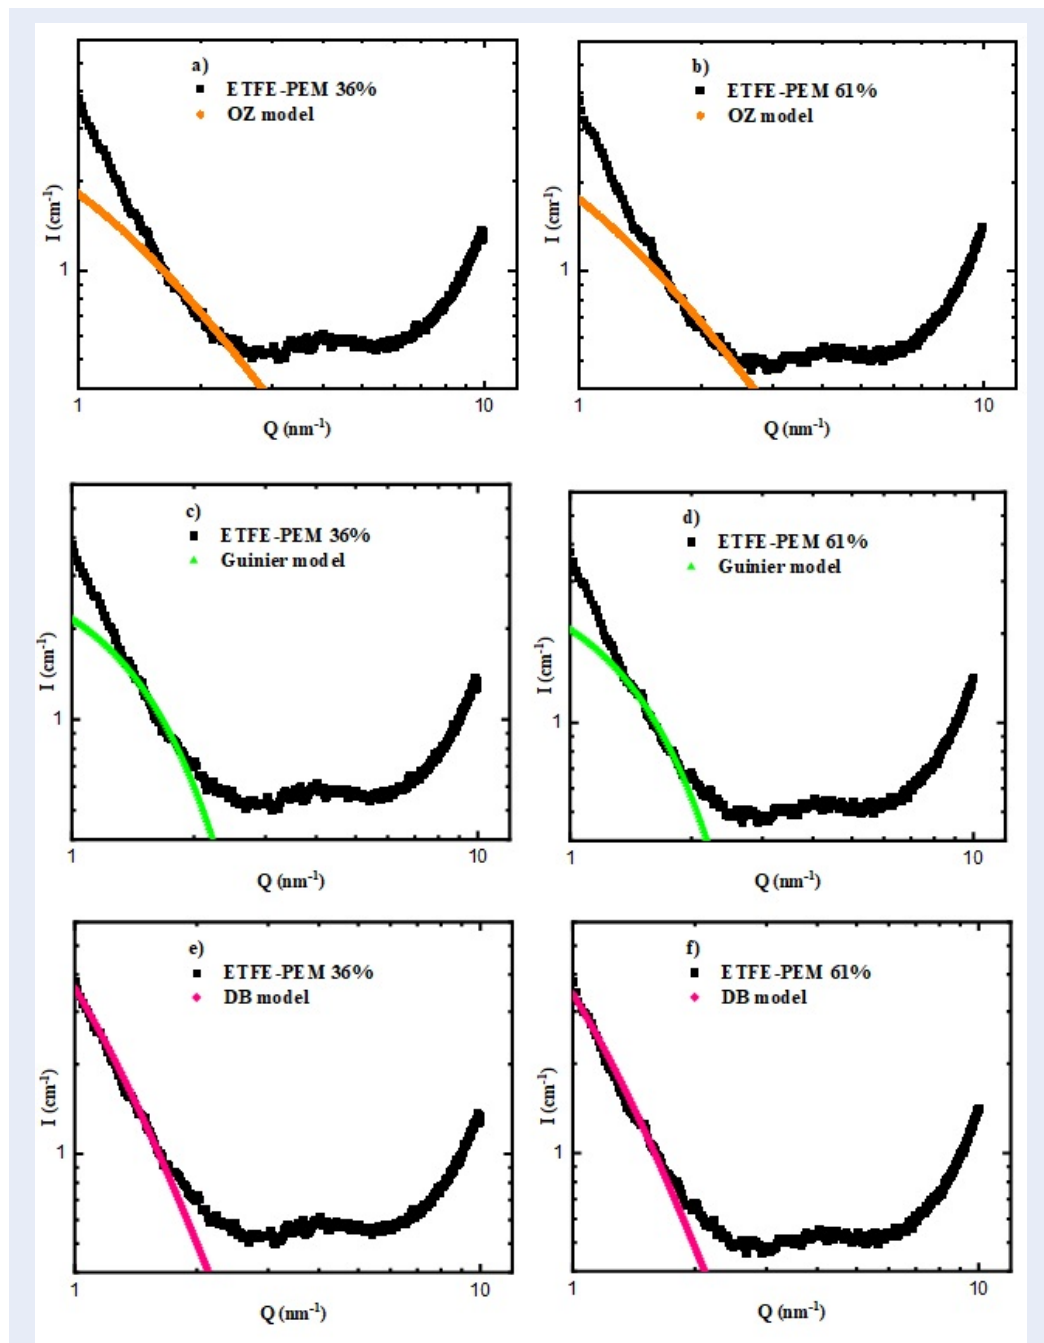 a)
ETFE-PEM 36%
OZ model
I (cm-1)
1
1
10
Q (nm-1)
b)
ETFE-PEM 61%
OZ model
I (cm-1)
1
1
10
Q (nm-1)
c)
ETFE-PEM 36%
Guinier model
I (cm-1)
1
1
10
Q (nm-1)
d)
ETFE-PEM 61%
Guinier model
I (cm-1)
1
1
10
Q (nm-1)
e)
ETFE-PEM 36%
DB model
I (cm-1)
1
1
10
Q (nm-1)
f)
ETFE-PEM 61%
DB model
I (cm-1)
1
1
10
Q (nm-1)